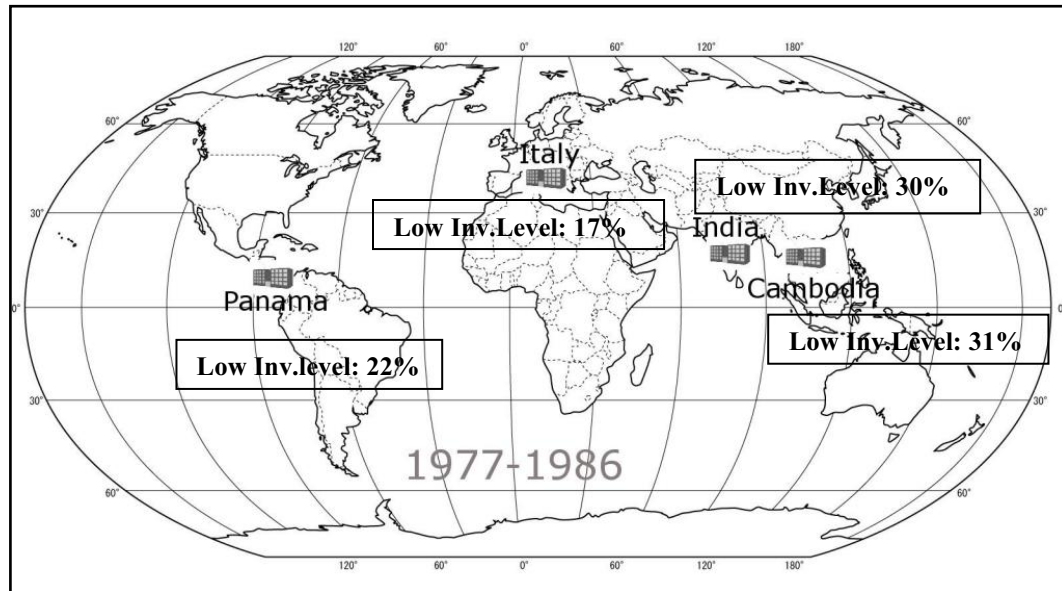 120° 60° 0° 60° 120° 180°
60° 60°
Italy
Low Inv.Level: 30%
30° 30°
Low Inv.Level: 17%
India
Cambodia
Panama
0° 0°
Low Inv.Level: 31%
Low Inv.level: 22%
30° 30°
1977-1986
60° 60°
120° 60° 0° 60° 120° 180°